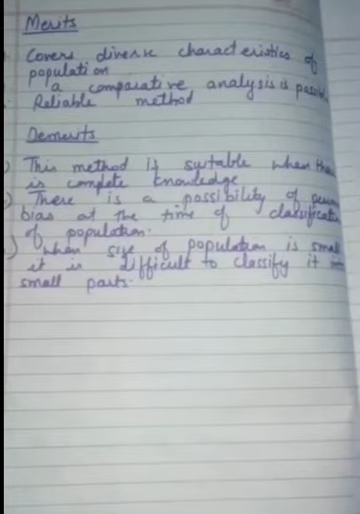 Merits
Covers diverse characteristics of
population
a comparative analysis is possible
Reliable method
Demerits
) This method is suitable when there
is complete knowledge
) There is a possibility of
bias at the time of classification
of population.
) when size of population is small
it is difficult to classify it
small parts.